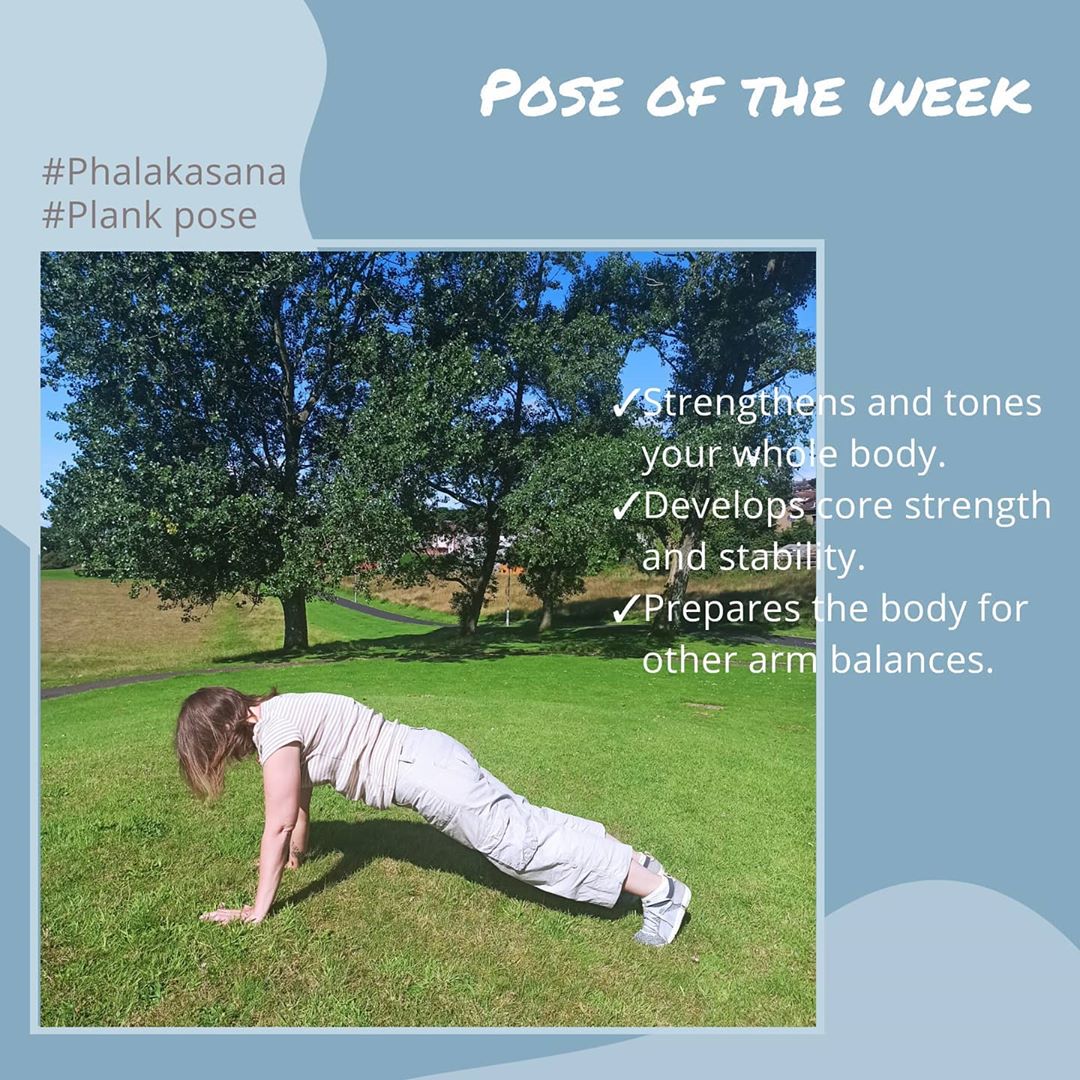 Pose of the week
#Phalakasana
#Plank pose
✓Strengthens and tones
your whole body.
✓Develops core strength
and stability.
✓Prepares the body for
other arm balances.